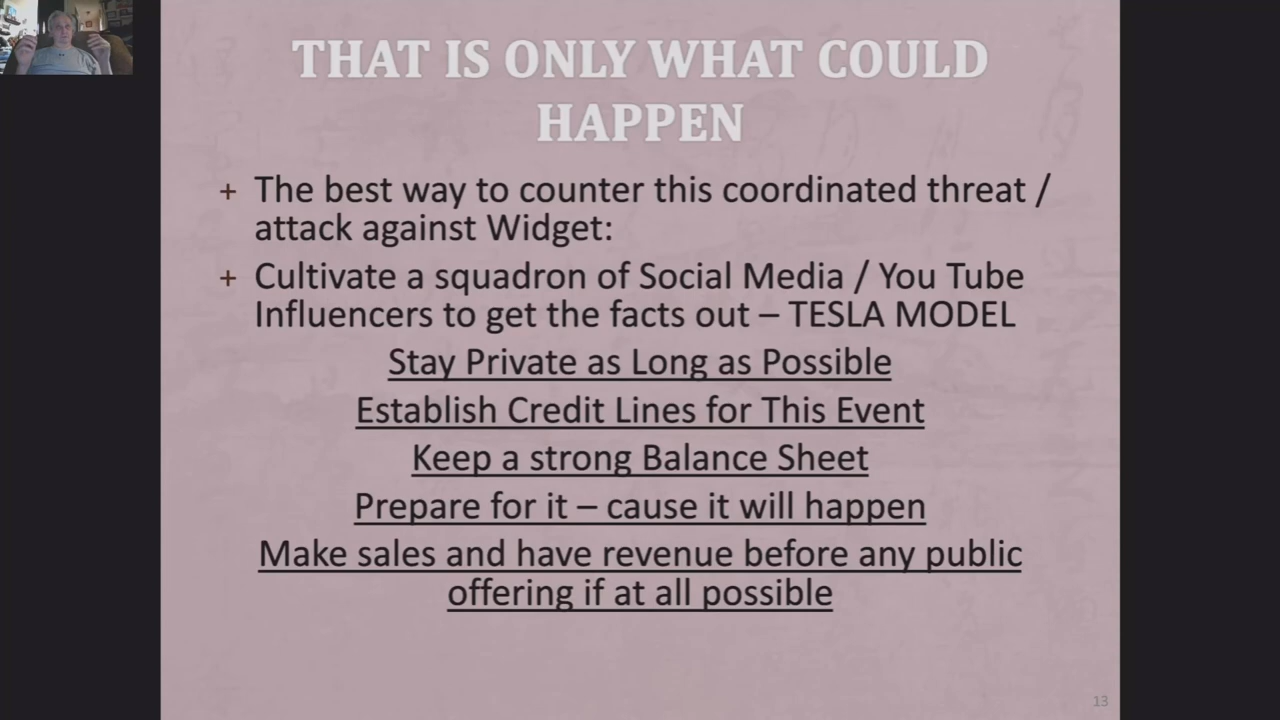 THAT IS ONLY WHAT COULD
HAPPEN
+ The best way to counter this coordinated threat /
attack against Widget:
+ Cultivate a squadron of Social Media / You Tube
Influencers to get the facts out – TESLA MODEL
Stay Private as Long as Possible
Establish Credit Lines for This Event
Keep a strong Balance Sheet
Prepare for it – cause it will happen
Make sales and have revenue before any public
offering if at all possible
13